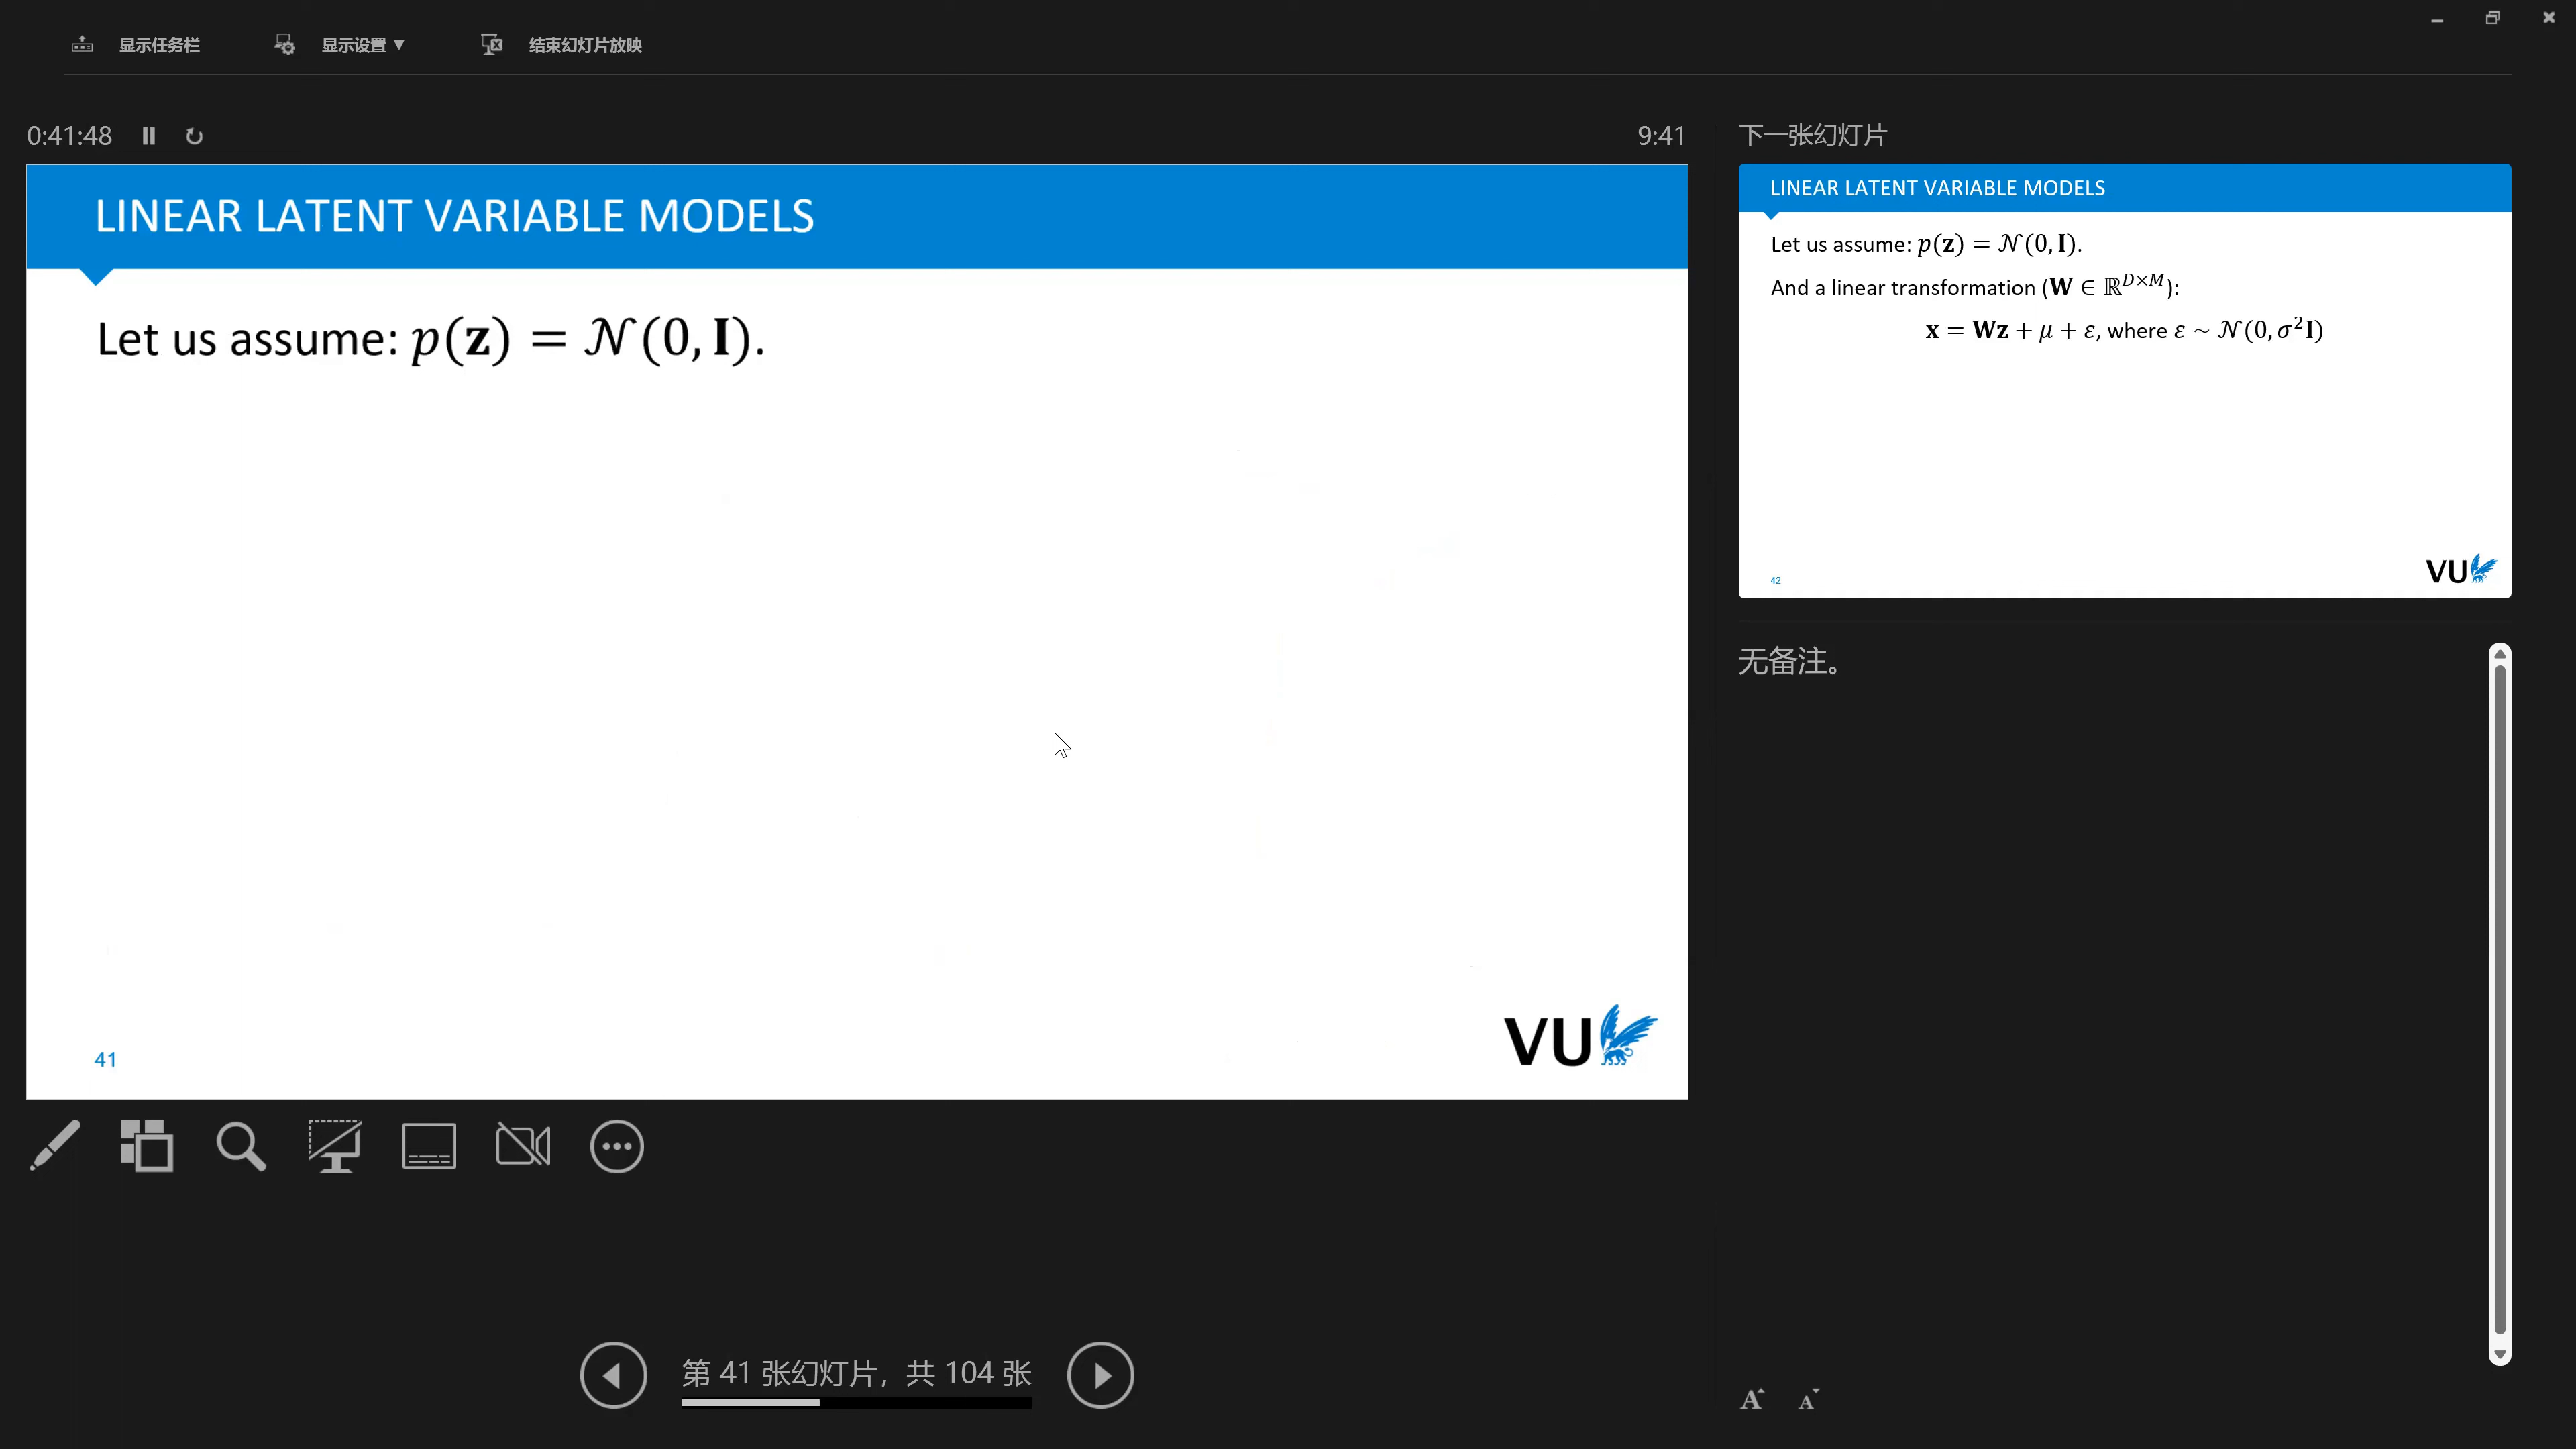 显示任务栏 显示设置 ▼ 结束幻灯片放映
0:41:48 9:41
LINEAR LATENT VARIABLE MODELS
Let us assume: p(𝐳) = 𝒩(0, 𝐈).
VU
41
第 41 张幻灯片，共 104 张
下一张幻灯片
LINEAR LATENT VARIABLE MODELS
Let us assume: p(𝐳) = 𝒩(0, 𝐈).
And a linear transformation (𝐖 ∈ ℝ^{D×M}):
𝐱 = 𝐖𝐳 + μ + ε, where ε ~ 𝒩(0, σ²𝐈)
VU
42
无备注。
A A